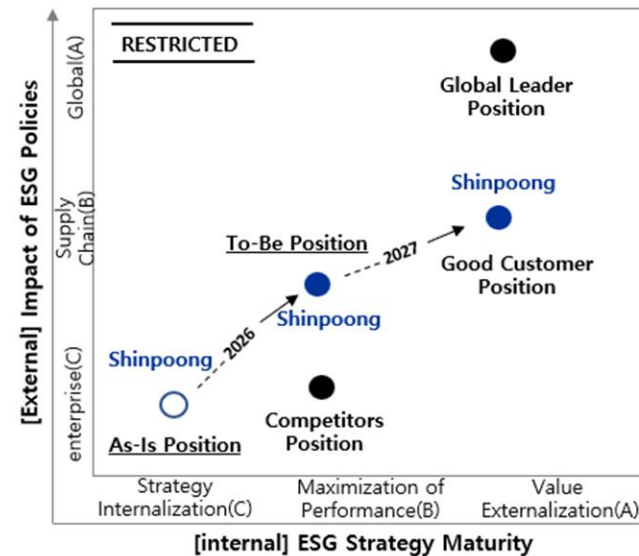 RESTRICTED
[External] Impact of ESG Policies
Global(A)
Supply
Chain(B)
enterprise(C)
Global Leader
Position
Shinpoong
Good Customer
Position
To-Be Position
2027
Shinpoong
2026
Shinpoong
As-Is Position
Competitors
Position
Strategy
Internalization(C)
Maximization of
Performance(B)
Value
Externalization(A)
[internal] ESG Strategy Maturity